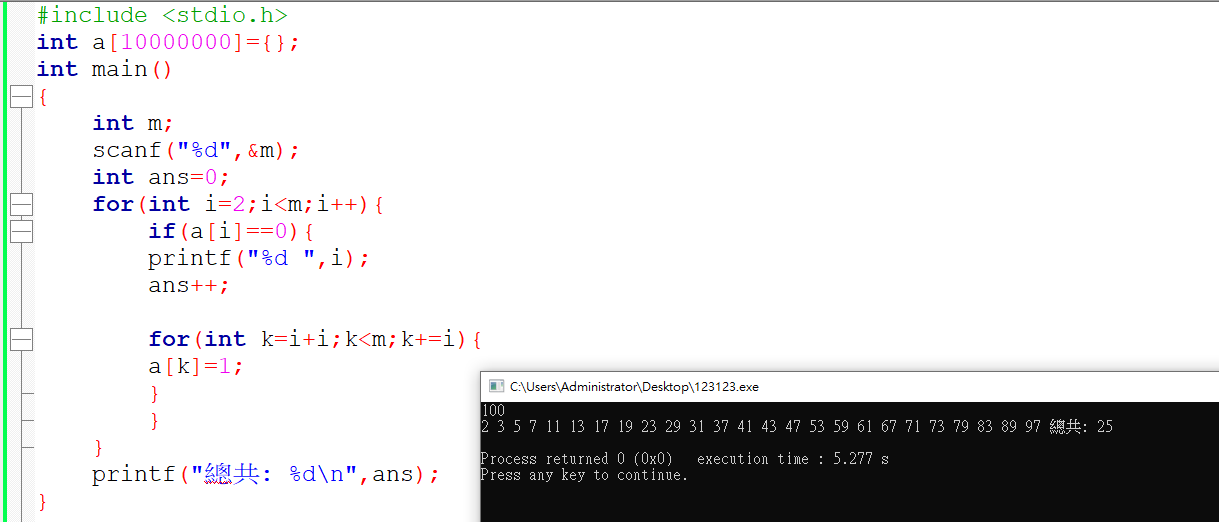 #include <stdio.h>
int a[10000000]={};
int main()
{
    int m;
    scanf("%d",&m);
    int ans=0;
    for(int i=2;i<m;i++){
        if(a[i]==0){
        printf("%d ",i);
        ans++;

        for(int k=i+i;k<m;k+=i){
        a[k]=1;
        }
        }
    }
    printf("總共: %d\n",ans);
}
C:\Users\Administrator\Desktop\123123.exe
100
2 3 5 7 11 13 17 19 23 29 31 37 41 43 47 53 59 61 67 71 73 79 83 89 97 總共: 25
Process returned 0 (0x0)   execution time : 5.277 s
Press any key to continue.